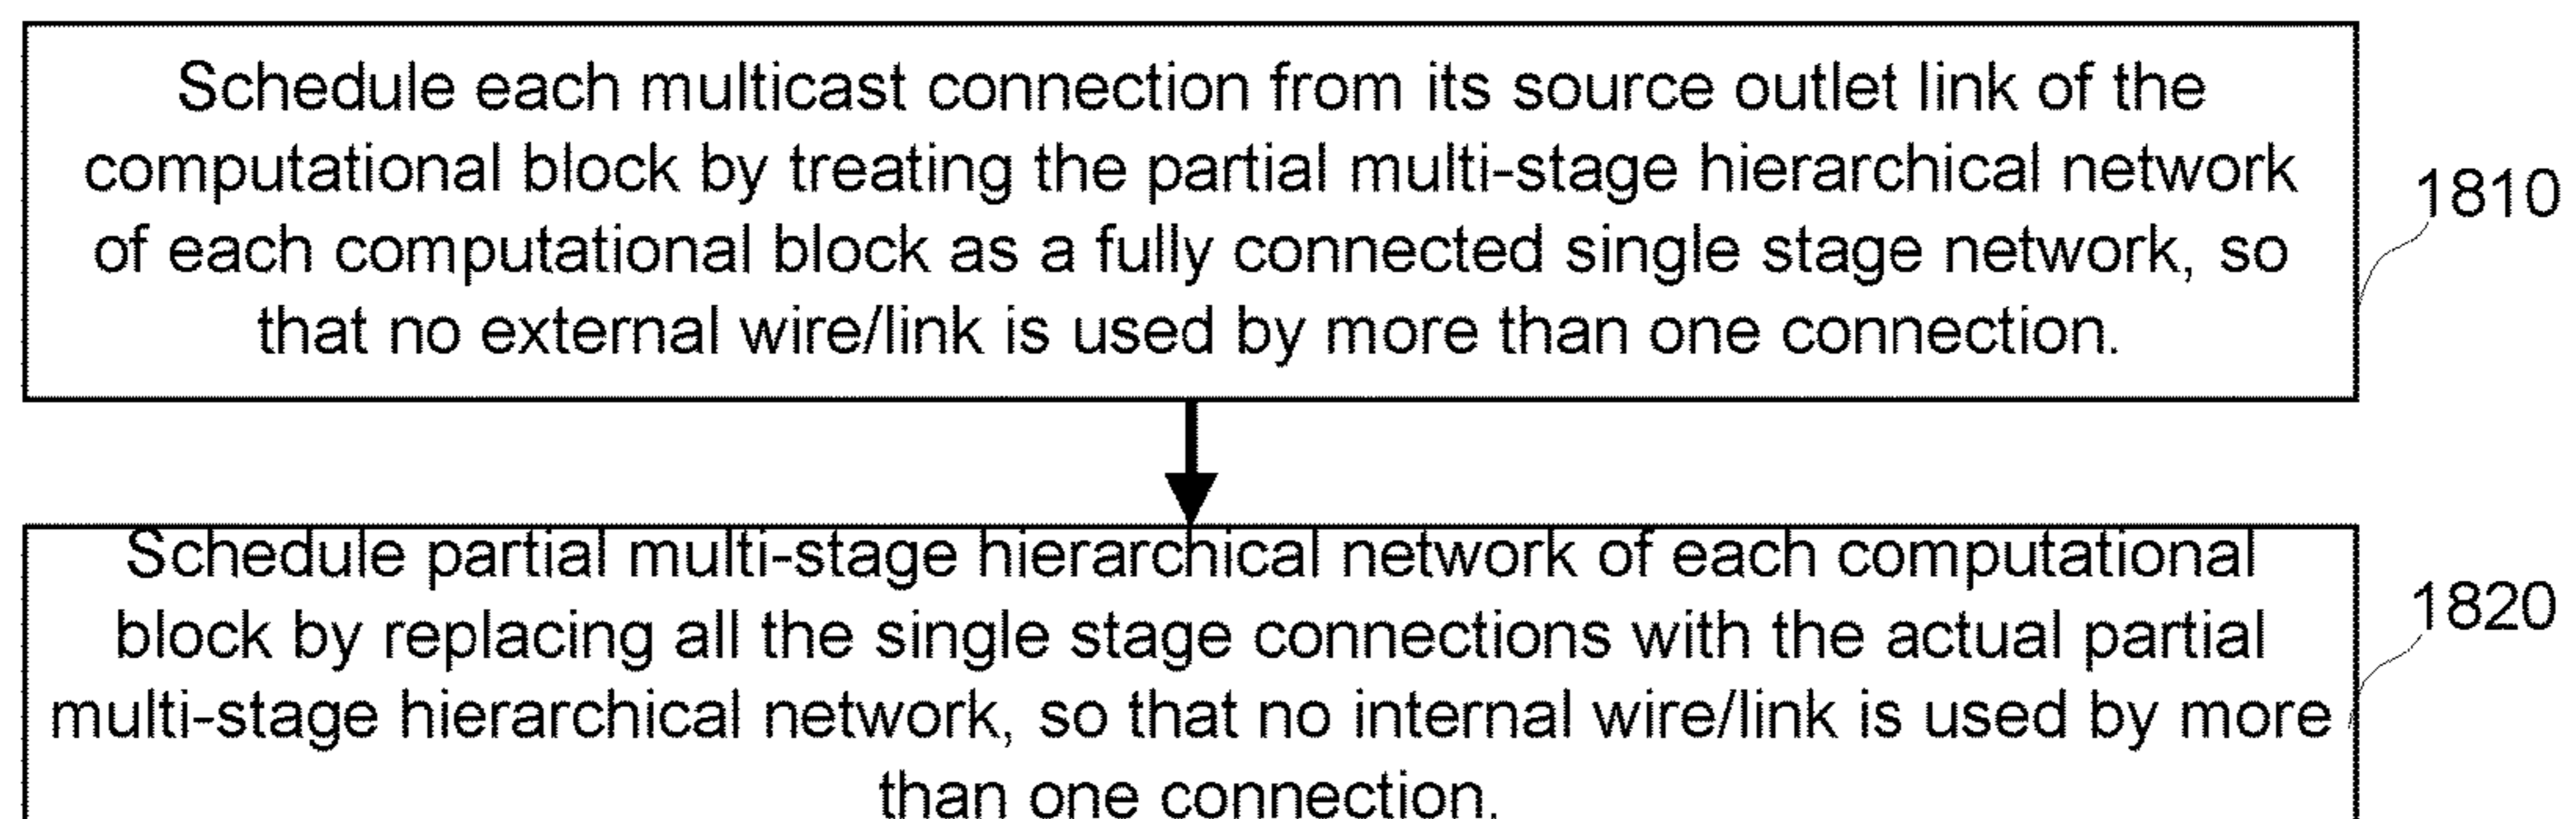 Schedule each multicast connection from its source outlet link of the
computational block by treating the partial multi-stage hierarchical network
of each computational block as a fully connected single stage network, so
that no external wire/link is used by more than one connection.
1810
Schedule partial multi-stage hierarchical network of each computational
block by replacing all the single stage connections with the actual partial
multi-stage hierarchical network, so that no internal wire/link is used by more
than one connection.
1820